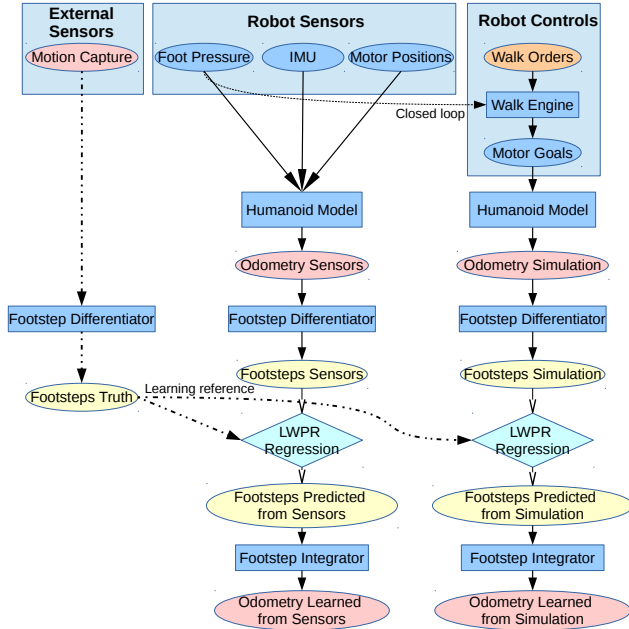 External
Sensors
Robot Sensors
Robot Controls
Motion Capture
Foot Pressure
IMU
Motor Positions
Walk Orders
Closed loop
Walk Engine
Motor Goals
Humanoid Model
Humanoid Model
Odometry Sensors
Odometry Simulation
Footstep Differentiator
Footstep Differentiator
Footstep Differentiator
Footsteps Sensors
Footsteps Simulation
Footsteps Truth
Learning reference
LWPR
Regression
LWPR
Regression
Footsteps Predicted
from Sensors
Footsteps Predicted
from Simulation
Footstep Integrator
Footstep Integrator
Odometry Learned
from Sensors
Odometry Learned
from Simulation